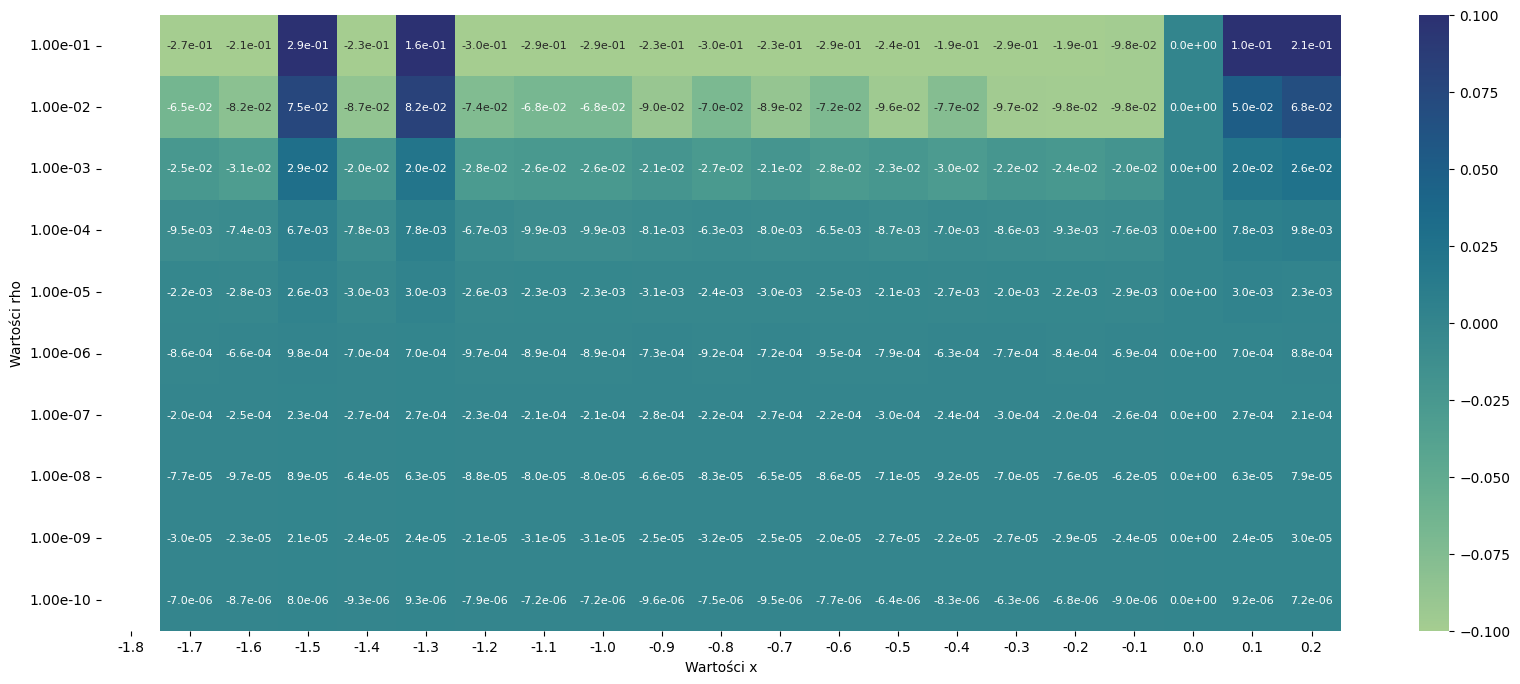 1.00e-01 -2.7e-01 -2.1e-01 2.9e-01 -2.3e-01 1.6e-01 -3.0e-01 -2.9e-01 -2.9e-01 -2.3e-01 -3.0e-01 -2.3e-01 -2.9e-01 -2.4e-01 -1.9e-01 -2.9e-01 -1.9e-01 -9.8e-02 0.0e+00 1.0e-01 2.1e-01
1.00e-02 -6.5e-02 -8.2e-02 7.5e-02 -8.7e-02 8.2e-02 -7.4e-02 -6.8e-02 -6.8e-02 -9.0e-02 -7.0e-02 -8.9e-02 -7.2e-02 -9.6e-02 -7.7e-02 -9.7e-02 -9.8e-02 -9.8e-02 0.0e+00 5.0e-02 6.8e-02
1.00e-03 -2.5e-02 -3.1e-02 2.9e-02 -2.0e-02 2.0e-02 -2.8e-02 -2.6e-02 -2.6e-02 -2.1e-02 -2.7e-02 -2.1e-02 -2.8e-02 -2.3e-02 -3.0e-02 -2.2e-02 -2.4e-02 -2.0e-02 0.0e+00 2.0e-02 2.6e-02
1.00e-04 -9.5e-03 -7.4e-03 6.7e-03 -7.8e-03 7.8e-03 -6.7e-03 -9.9e-03 -9.9e-03 -8.1e-03 -6.3e-03 -8.0e-03 -6.5e-03 -8.7e-03 -7.0e-03 -8.6e-03 -9.3e-03 -7.6e-03 0.0e+00 7.8e-03 9.8e-03
1.00e-05 -2.2e-03 -2.8e-03 2.6e-03 -3.0e-03 3.0e-03 -2.6e-03 -2.3e-03 -2.3e-03 -3.1e-03 -2.4e-03 -3.0e-03 -2.5e-03 -2.1e-03 -2.7e-03 -2.0e-03 -2.2e-03 -2.9e-03 0.0e+00 3.0e-03 2.3e-03
1.00e-06 -8.6e-04 -6.6e-04 9.8e-04 -7.0e-04 7.0e-04 -9.7e-04 -8.9e-04 -8.9e-04 -7.3e-04 -9.2e-04 -7.2e-04 -9.5e-04 -7.9e-04 -6.3e-04 -7.7e-04 -8.4e-04 -6.9e-04 0.0e+00 7.0e-04 8.8e-04
1.00e-07 -2.0e-04 -2.5e-04 2.3e-04 -2.7e-04 2.7e-04 -2.3e-04 -2.1e-04 -2.1e-04 -2.8e-04 -2.2e-04 -2.7e-04 -2.2e-04 -3.0e-04 -2.4e-04 -3.0e-04 -2.0e-04 -2.6e-04 0.0e+00 2.7e-04 2.1e-04
1.00e-08 -7.7e-05 -9.7e-05 8.9e-05 -6.4e-05 6.3e-05 -8.8e-05 -8.0e-05 -8.0e-05 -6.6e-05 -8.3e-05 -6.5e-05 -8.6e-05 -7.1e-05 -9.2e-05 -7.0e-05 -7.6e-05 -6.2e-05 0.0e+00 6.3e-05 7.9e-05
1.00e-09 -3.0e-05 -2.3e-05 2.1e-05 -2.4e-05 2.4e-05 -2.1e-05 -3.1e-05 -3.1e-05 -2.5e-05 -3.2e-05 -2.5e-05 -2.0e-05 -2.7e-05 -2.2e-05 -2.7e-05 -2.9e-05 -2.4e-05 0.0e+00 2.4e-05 3.0e-05
1.00e-10 -7.0e-06 -8.7e-06 8.0e-06 -9.3e-06 9.3e-06 -7.9e-06 -7.2e-06 -7.2e-06 -9.6e-06 -7.5e-06 -9.5e-06 -7.7e-06 -6.4e-06 -8.3e-06 -6.3e-06 -6.8e-06 -9.0e-06 0.0e+00 9.2e-06 7.2e-06
-1.8 -1.7 -1.6 -1.5 -1.4 -1.3 -1.2 -1.1 -1.0 -0.9 -0.8 -0.7 -0.6 -0.5 -0.4 -0.3 -0.2 -0.1 0.0 0.1 0.2
Wartości x
Wartości rho
0.100
0.075
0.050
0.025
0.000
−0.025
−0.050
−0.075
−0.100